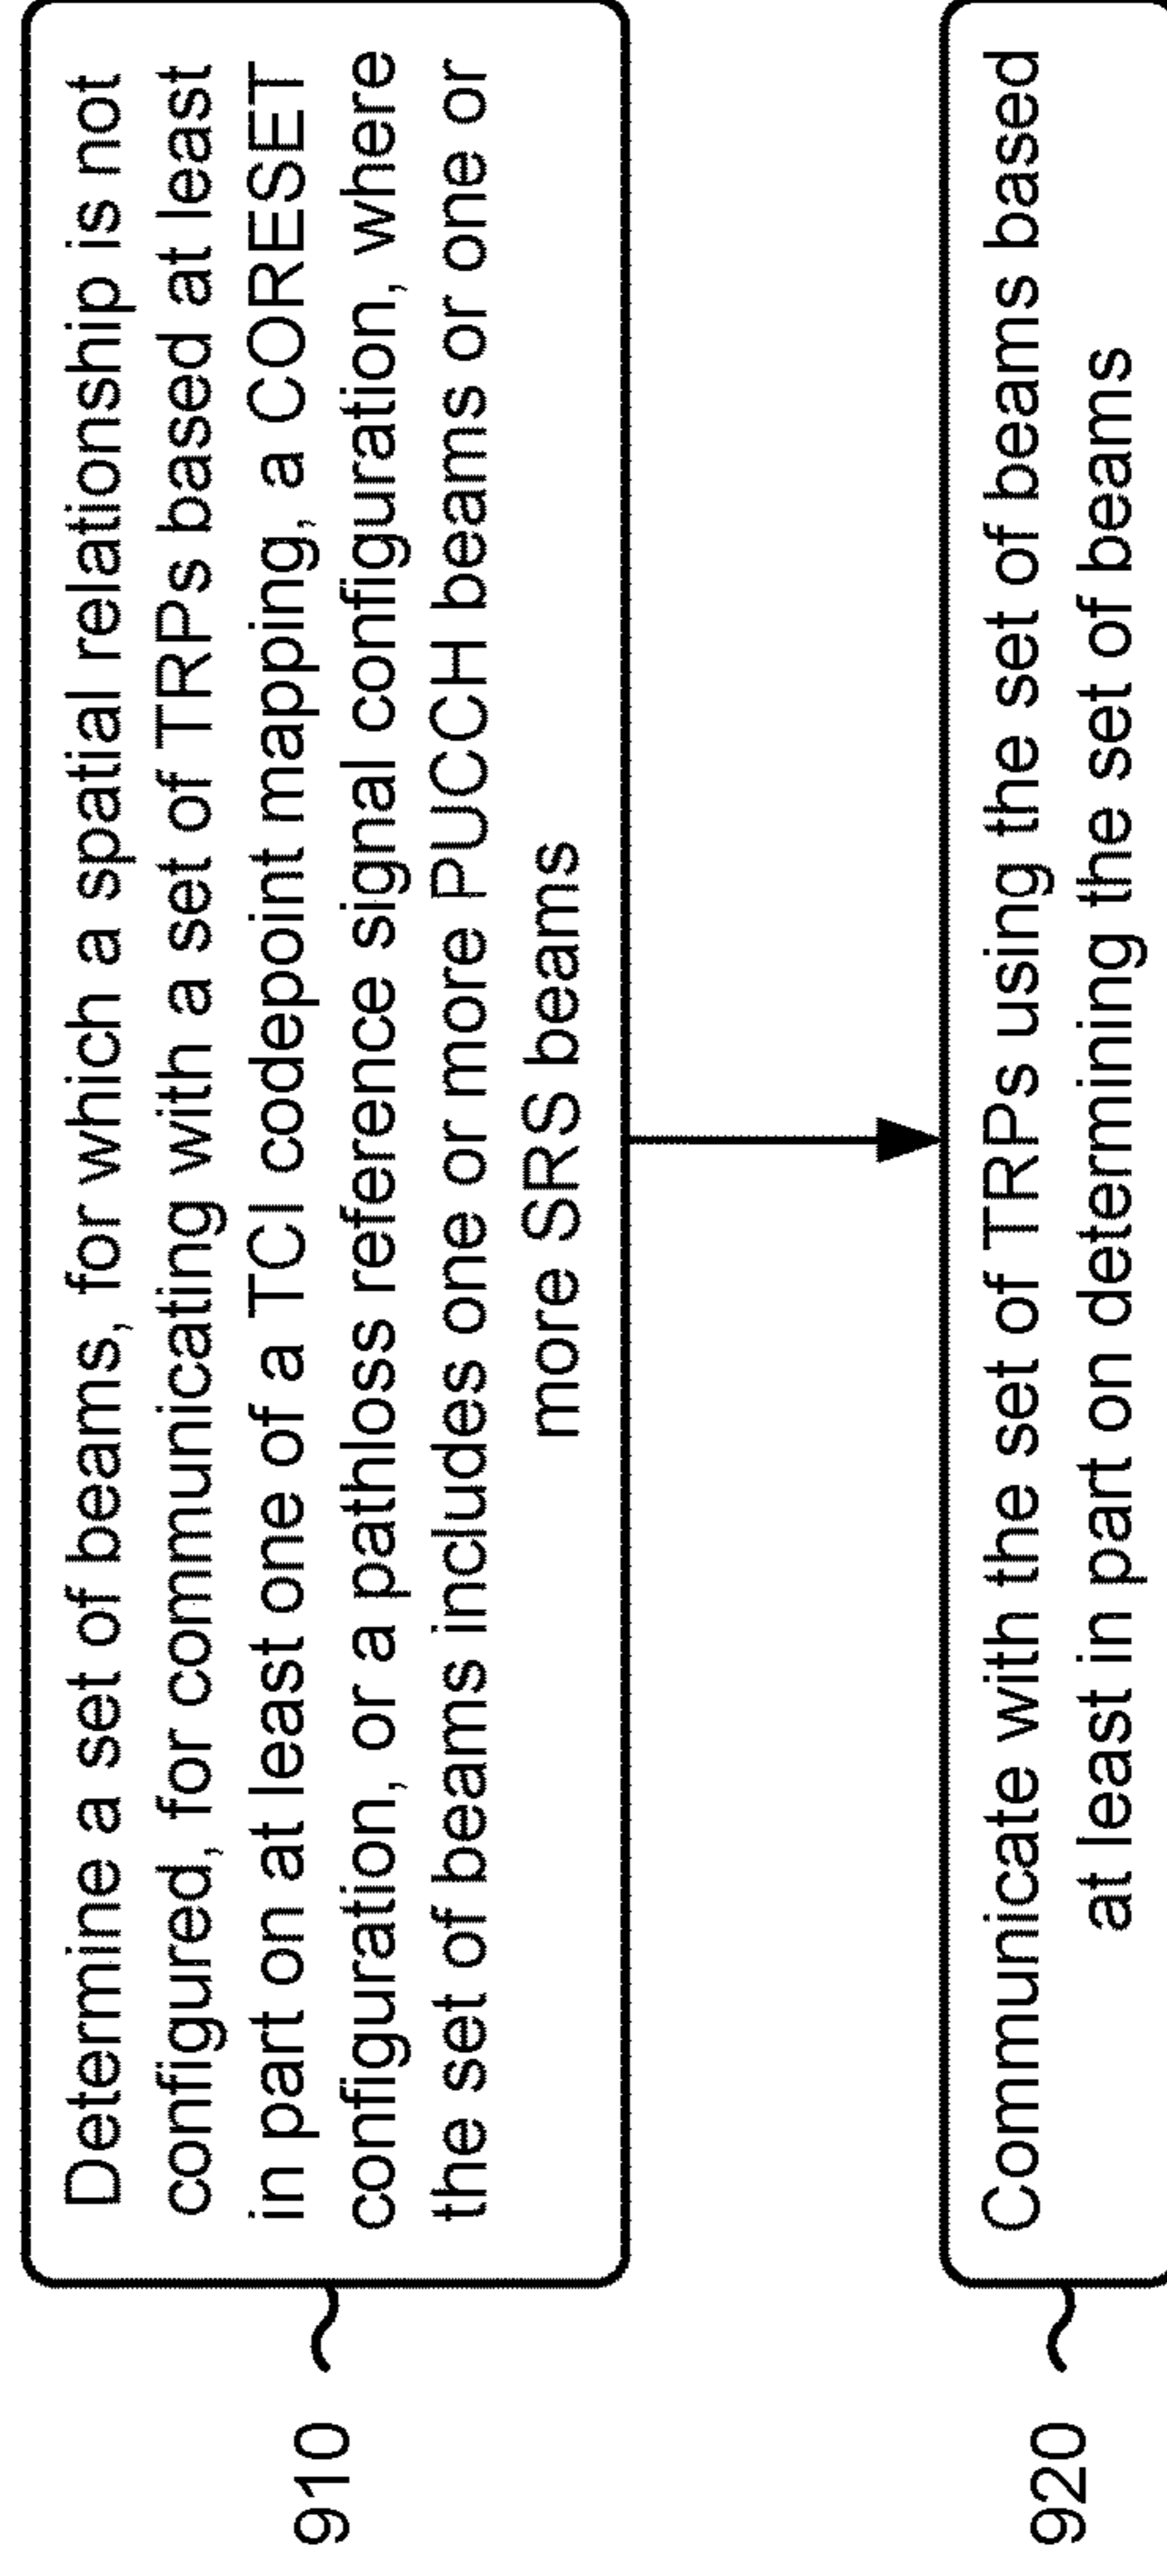 Determine a set of beams, for which a spatial relationship is not
configured, for communicating with a set of TRPs based at least
in part on at least one of a TCI codepoint mapping, a CORESET
configuration, or a pathloss reference signal configuration, where
the set of beams includes one or more PUCCH beams or one or
more SRS beams
910
Communicate with the set of TRPs using the set of beams based
at least in part on determining the set of beams
920